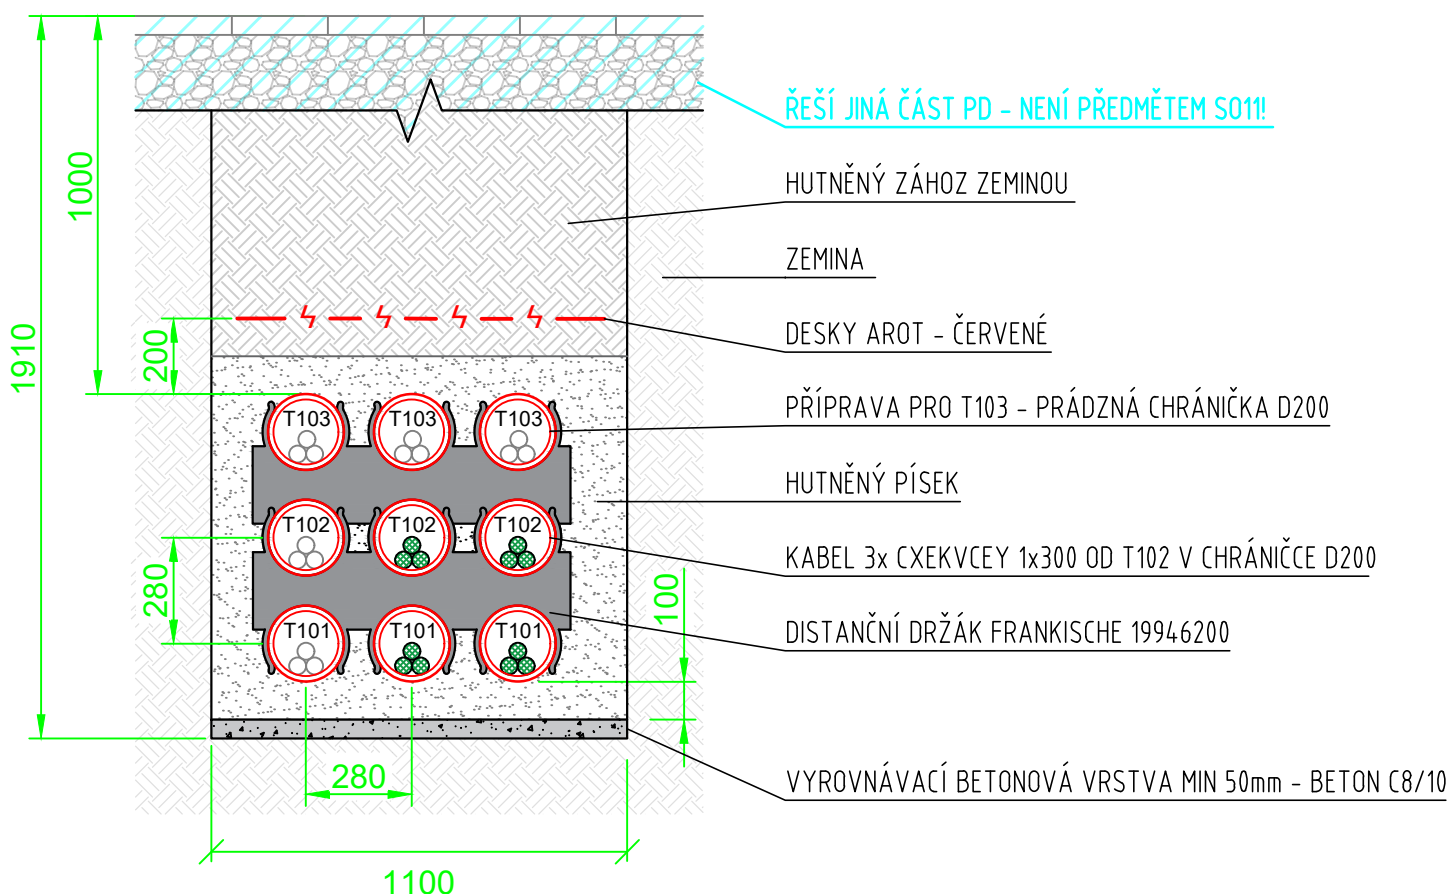 ŘEŠÍ JINÁ ČÁST PD - NENÍ PŘEDMĚTEM SO11!
HUTNĚNÝ ZÁHOZ ZEMINOU
ZEMINA
DESKY AROT - ČERVENÉ
PŘÍPRAVA PRO T103 - PRÁDZNÁ CHRÁNIČKA D200
HUTNĚNÝ PÍSEK
KABEL 3x CXEKVCEY 1x300 OD T102 V CHRÁNIČCE D200
DISTANČNÍ DRŽÁK FRANKISCHE 19946200
VYROVNÁVACÍ BETONOVÁ VRSTVA MIN 50mm - BETON C8/10
1910
1000
200
280
100
280
1100
T103 T103 T103
T102 T102 T102
T101 T101 T101